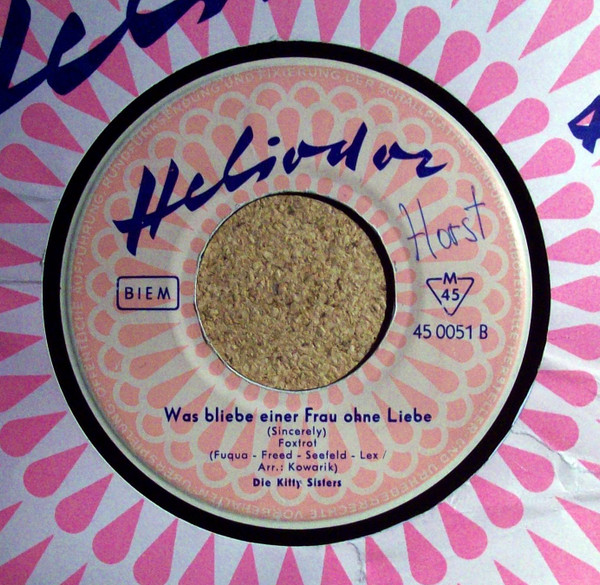 Heliodor
Horst
BIEM
M
45
45 0051 B
Was bliebe einer Frau ohne Liebe
(Sincerely)
Foxtrot
(Fuqua - Freed - Seefeld - Lex /
Arr.: Kowarik)
Die Kitty Sisters